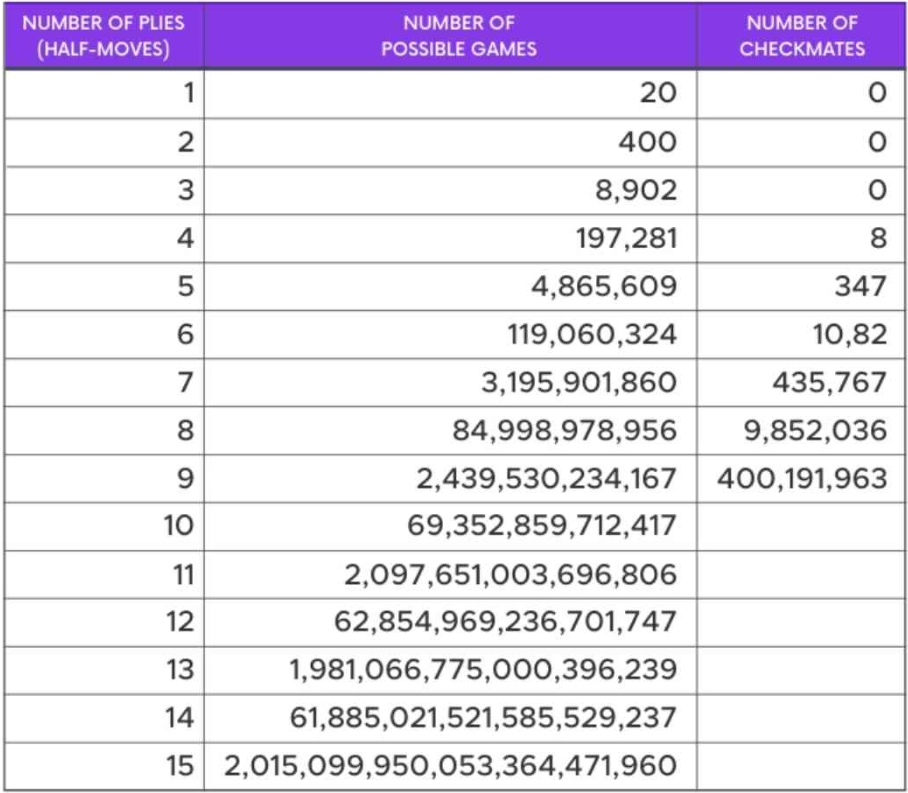 NUMBER OF PLIES (HALF-MOVES) NUMBER OF POSSIBLE GAMES NUMBER OF CHECKMATES
1 20 0
2 400 0
3 8,902 0
4 197,281 8
5 4,865,609 347
6 119,060,324 10,82
7 3,195,901,860 435,767
8 84,998,978,956 9,852,036
9 2,439,530,234,167 400,191,963
10 69,352,859,712,417
11 2,097,651,003,696,806
12 62,854,969,236,701,747
13 1,981,066,775,000,396,239
14 61,885,021,521,585,529,237
15 2,015,099,950,053,364,471,960